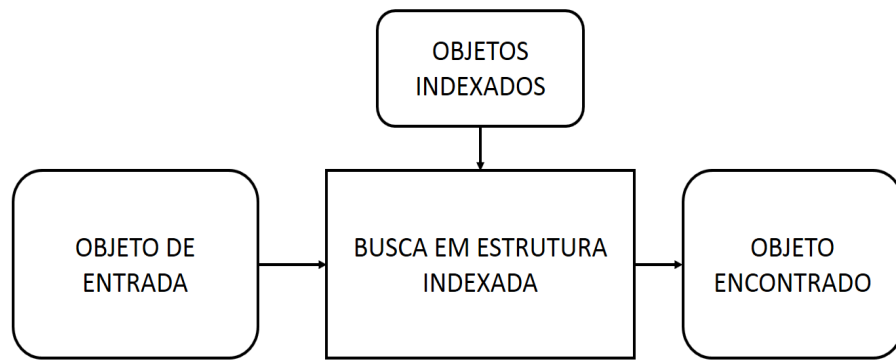 OBJETOS
INDEXADOS
OBJETO DE
ENTRADA
BUSCA EM ESTRUTURA
INDEXADA
OBJETO
ENCONTRADO